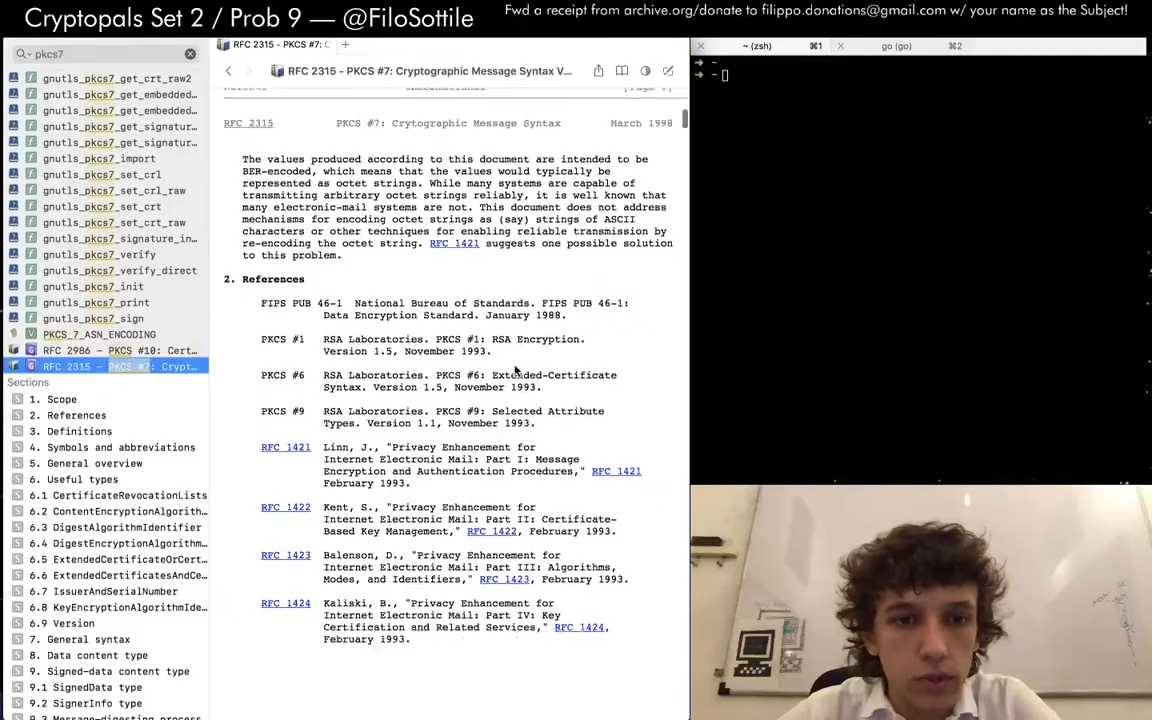 Cryptopals Set 2 / Prob 9 — @FiloSottile
Fwd a receipt from archive.org/donate to filippo.donations@gmail.com w/ your name as the Subject!
pkcs7
gnutls_pkcs7_get_crt_raw2
gnutls_pkcs7_get_embedded…
gnutls_pkcs7_get_embedded…
gnutls_pkcs7_get_signatur…
gnutls_pkcs7_get_signatur…
gnutls_pkcs7_import
gnutls_pkcs7_set_crl
gnutls_pkcs7_set_crl_raw
gnutls_pkcs7_set_crt
gnutls_pkcs7_set_crt_raw
gnutls_pkcs7_signature_in…
gnutls_pkcs7_verify
gnutls_pkcs7_verify_direct
gnutls_pkcs7_init
gnutls_pkcs7_print
gnutls_pkcs7_sign
PKCS_7_ASN_ENCODING
RFC 2986 – PKCS #10: Cert…
RFC 2315 – PKCS #7: Crypt…
Sections
1. Scope
2. References
3. Definitions
4. Symbols and abbreviations
5. General overview
6. Useful types
6.1 CertificateRevocationLists
6.2 ContentEncryptionAlgorith…
6.3 DigestAlgorithmIdentifier
6.4 DigestEncryptionAlgorithm…
6.5 ExtendedCertificateOrCert…
6.6 ExtendedCertificatesAndCe…
6.7 IssuerAndSerialNumber
6.8 KeyEncryptionAlgorithmIde…
6.9 Version
7. General syntax
8. Data content type
9. Signed-data content type
9.1 SignedData type
9.2 SignerInfo type
9.3 Message-digesting process
RFC 2315 - PKCS #7: C
RFC 2315 - PKCS #7: Cryptographic Message Syntax V...
RFC 2315 PKCS #7: Crytographic Message Syntax March 1998
The values produced according to this document are intended to be
BER-encoded, which means that the values would typically be
represented as octet strings. While many systems are capable of
transmitting arbitrary octet strings reliably, it is well known that
many electronic-mail systems are not. This document does not address
mechanisms for encoding octet strings as (say) strings of ASCII
characters or other techniques for enabling reliable transmission by
re-encoding the octet string. RFC 1421 suggests one possible solution
to this problem.
2. References
FIPS PUB 46-1 National Bureau of Standards. FIPS PUB 46-1:
Data Encryption Standard. January 1988.
PKCS #1 RSA Laboratories. PKCS #1: RSA Encryption.
Version 1.5, November 1993.
PKCS #6 RSA Laboratories. PKCS #6: Extended-Certificate
Syntax. Version 1.5, November 1993.
PKCS #9 RSA Laboratories. PKCS #9: Selected Attribute
Types. Version 1.1, November 1993.
RFC 1421 Linn, J., "Privacy Enhancement for
Internet Electronic Mail: Part I: Message
Encryption and Authentication Procedures," RFC 1421
February 1993.
RFC 1422 Kent, S., "Privacy Enhancement for
Internet Electronic Mail: Part II: Certificate-
Based Key Management," RFC 1422, February 1993.
RFC 1423 Balenson, D., "Privacy Enhancement for
Internet Electronic Mail: Part III: Algorithms,
Modes, and Identifiers," RFC 1423, February 1993.
RFC 1424 Kaliski, B., "Privacy Enhancement for
Internet Electronic Mail: Part IV: Key
Certification and Related Services," RFC 1424,
February 1993.
~ (zsh) ⌘1 go (go) ⌘2
➜ ~
➜ ~